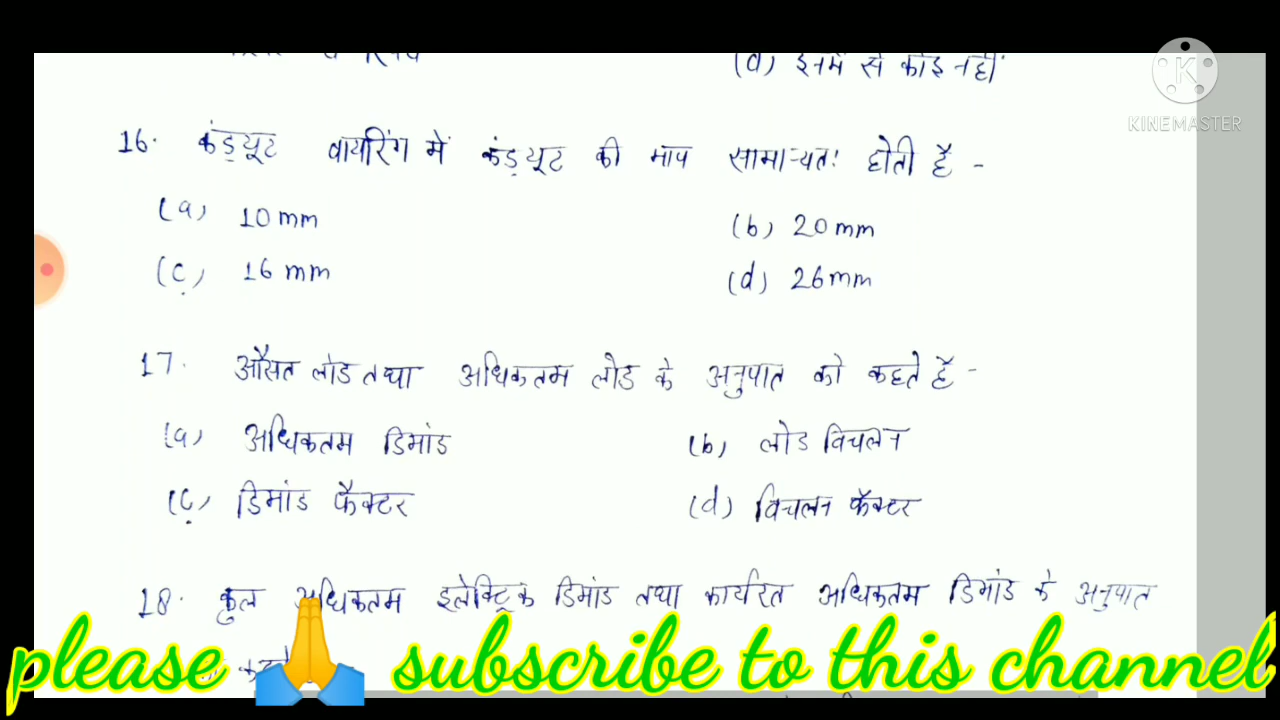 (d) इनमें से कोई नहीं
KINEMASTER
16. कंड्यूट वायरिंग में कंड्यूट की माप सामान्यतः होती है -
(a) 10 mm (b) 20 mm
(c) 16 mm (d) 26 mm
17. औसत लोड तथा अधिकतम लोड के अनुपात को कहते हैं -
(a) अधिकतम डिमांड (b) लोड विचलन
(c) डिमांड फैक्टर (d) विचलन फैक्टर
18. कुल अधिकतम इलेक्ट्रिक डिमांड तथा कार्यरत अधिकतम डिमांड के अनुपात
please subscribe to this channel